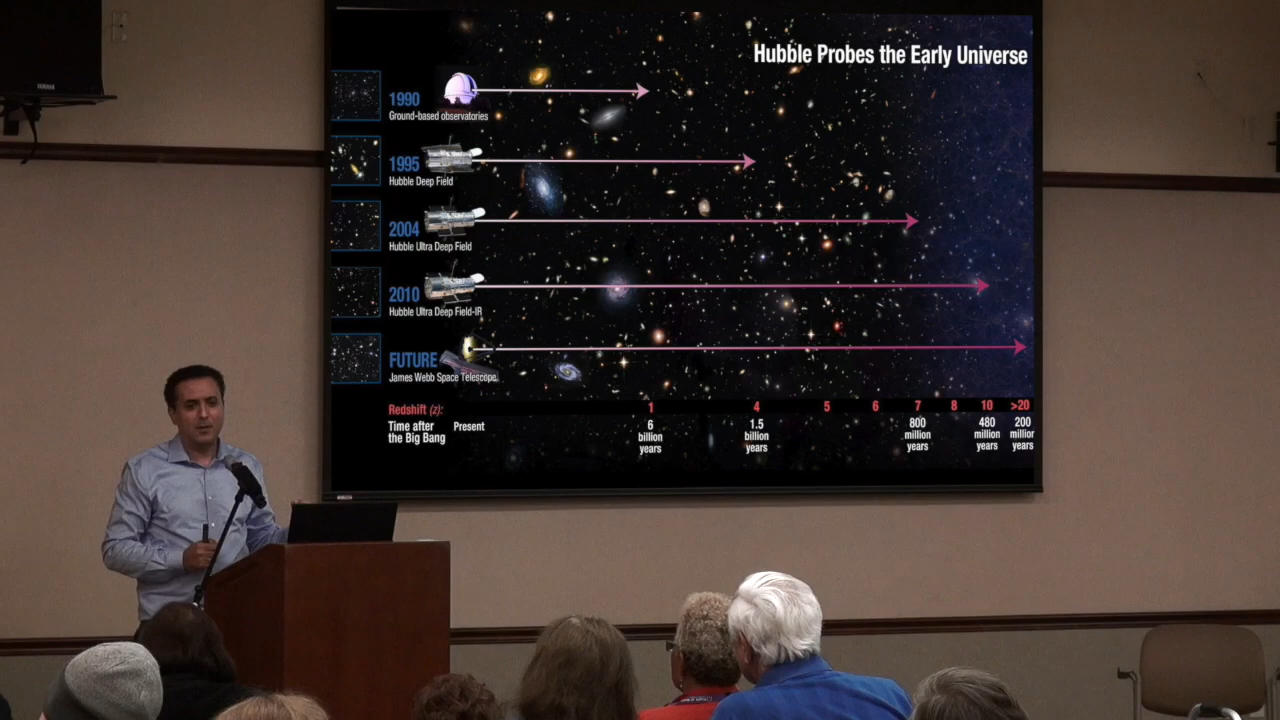 YAMAHA
Hubble Probes the Early Universe
1990
Ground-based observatories
1995
Hubble Deep Field
2004
Hubble Ultra Deep Field
2010
Hubble Ultra Deep Field-IR
FUTURE
James Webb Space Telescope
Redshift (z): 1 4 5 6 7 8 10 >20
Time after
the Big Bang
Present
6
billion
years
1.5
billion
years
800
million
years
480
million
years
200
million
years